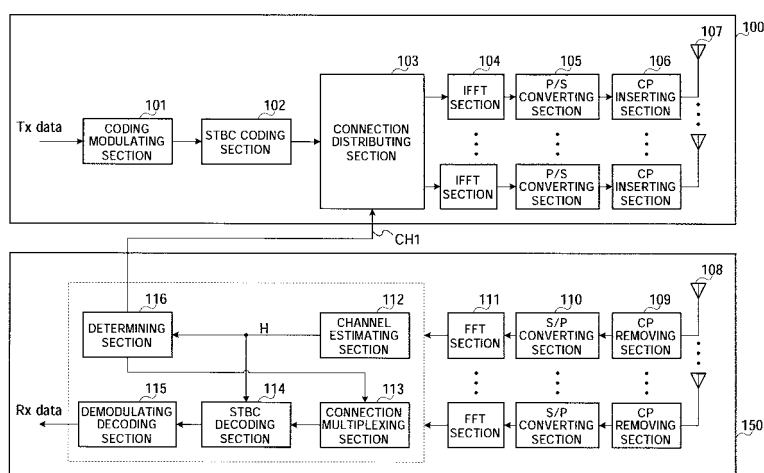 100
107
103
104
105
106
101
102
Tx data
CODING
MODULATING
SECTION
STBC CODING
SECTION
CONNECTION
DISTRIBUTING
SECTION
IFFT
SECTION
P/S
CONVERTING
SECTION
CP
INSERTING
SECTION
IFFT
SECTION
P/S
CONVERTING
SECTION
CP
INSERTING
SECTION
CH1
108
116
112
111
110
109
DETERMINING
SECTION
H
CHANNEL
ESTIMATING
SECTION
FFT
SECTION
S/P
CONVERTING
SECTION
CP
REMOVING
SECTION
115
114
113
Rx data
DEMODULATING
DECODING
SECTION
STBC
DECODING
SECTION
CONNECTION
MULTIPLEXING
SECTION
FFT
SECTION
S/P
CONVERTING
SECTION
CP
REMOVING
SECTION
150